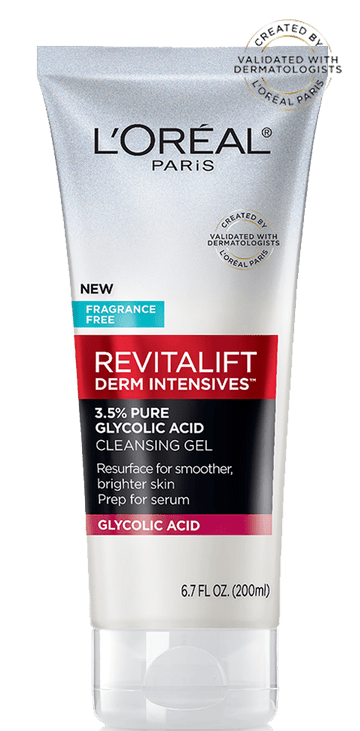 CREATED BY
VALIDATED WITH
DERMATOLOGISTS
L'ORÉAL PARIS
L'ORÉAL®
PARIS
CREATED BY
VALIDATED WITH
DERMATOLOGISTS
L'ORÉAL PARIS
NEW
FRAGRANCE
FREE
REVITALIFT
DERM INTENSIVES™
3.5% PURE
GLYCOLIC ACID
CLEANSING GEL
Resurface for smoother,
brighter skin
Prep for serum
GLYCOLIC ACID
6.7 FL OZ. (200ml)